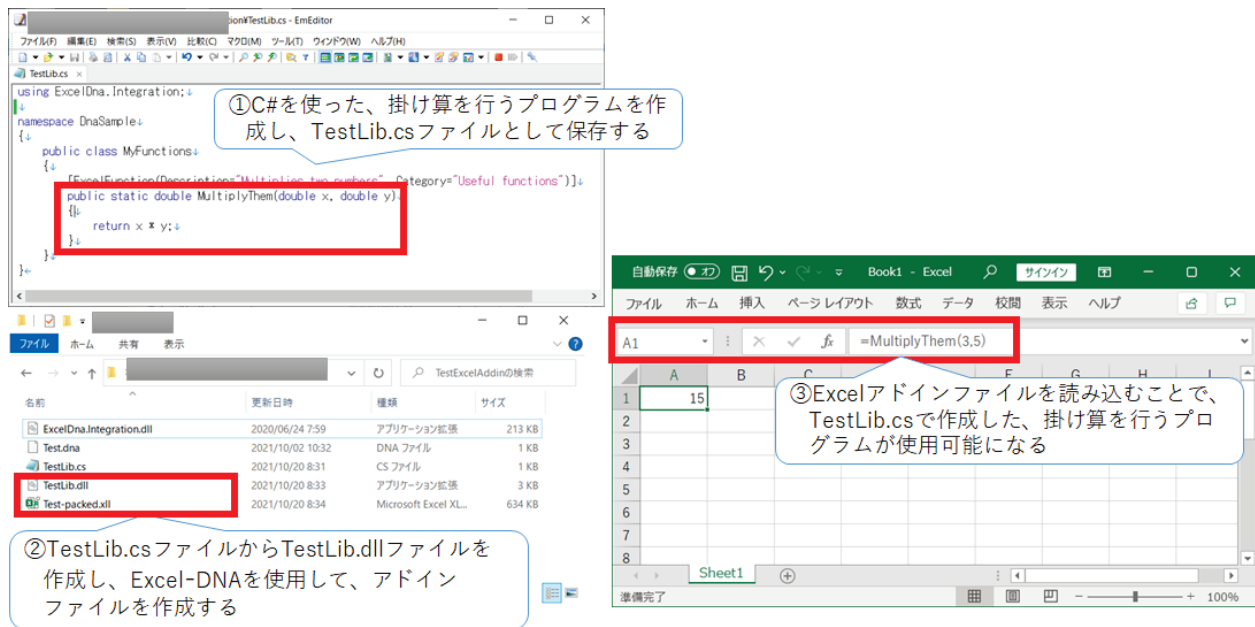 ion¥TestLib.cs - EmEditor
ファイル(F) 編集(E) 検索(S) 表示(V) 比較(C) マクロ(M) ツール(T) ウィンドウ(W) ヘルプ(H)
TestLib.cs ×
using ExcelDna.Integration;↓
↓
namespace DnaSample↓
{↓
public class MyFunctions↓
{↓
[ExcelFunction(Description="Multiplies two numbers", Category="Useful functions")]↓
public static double MultiplyThem(double x, double y)↓
{↓
return x * y;↓
}↓
}↓
}←
①C#を使った、掛け算を行うプログラムを作
成し、TestLib.csファイルとして保存する
ファイル ホーム 共有 表示
TestExcelAddinの検索
名前 更新日時 種類 サイズ
ExcelDna.Integration.dll 2020/06/24 7:59 アプリケーション拡張 213 KB
Test.dna 2021/10/02 10:32 DNA ファイル 1 KB
TestLib.cs 2021/10/20 8:31 CS ファイル 1 KB
TestLib.dll 2021/10/20 8:33 アプリケーション拡張 3 KB
Test-packed.xll 2021/10/20 8:34 Microsoft Excel XL... 634 KB
②TestLib.csファイルからTestLib.dllファイルを
作成し、Excel-DNAを使用して、アドイン
ファイルを作成する
自動保存 オフ Book1 - Excel サインイン
ファイル ホーム 挿入 ページ レイアウト 数式 データ 校閲 表示 ヘルプ
A1 fx =MultiplyThem(3,5)
A B C F G H I
1 15
2
3
4
5
6
7
8
③Excelアドインファイルを読み込むことで、
TestLib.csで作成した、掛け算を行うプロ
グラムが使用可能になる
Sheet1
準備完了 100%